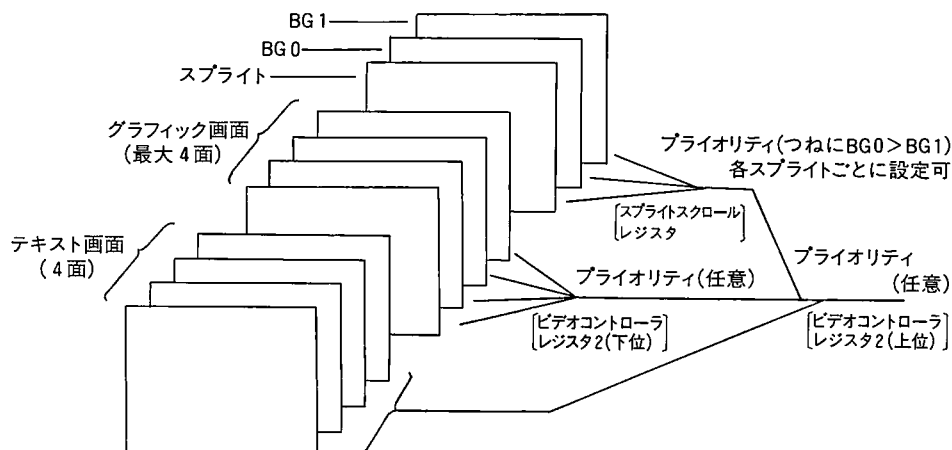 BG1
BG0
スプライト
グラフィック画面
(最大4面)
テキスト画面
(4面)
プライオリティ(つねにBG0>BG1)
各スプライトごとに設定可
スプライトスクロール
レジスタ
プライオリティ(任意)
ビデオコントローラ
レジスタ2(下位)
プライオリティ
(任意)
ビデオコントローラ
レジスタ2(上位)